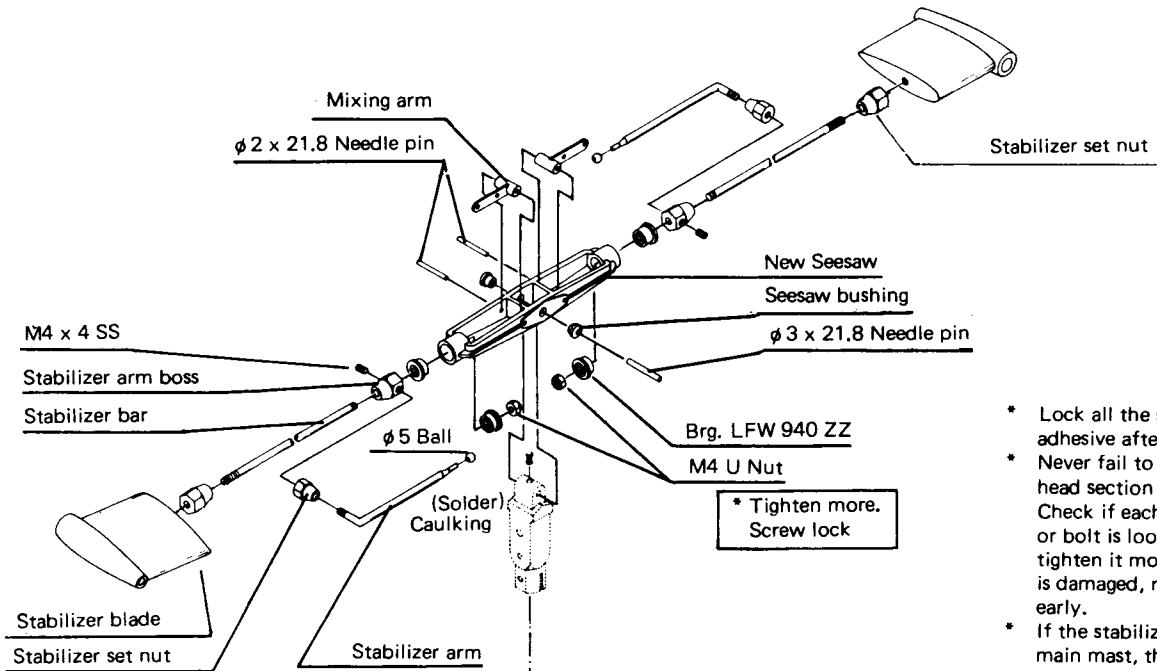 Mixing arm
φ2 x 21.8 Needle pin
Stabilizer set nut
New Seesaw
Seesaw bushing
φ3 x 21.8 Needle pin
M4 x 4 SS
Stabilizer arm boss
Stabilizer bar
φ5 Ball
(Solder)
Caulking
Brg. LFW 940 ZZ
M4 U Nut
* Tighten more.
Screw lock
Stabilizer blade
Stabilizer set nut
Stabilizer arm
* Lock all the
adhesive afte
* Never fail to
head section
Check if each
or bolt is loo
tighten it mo
is damaged, r
early.
* If the stabiliz
main mast, th